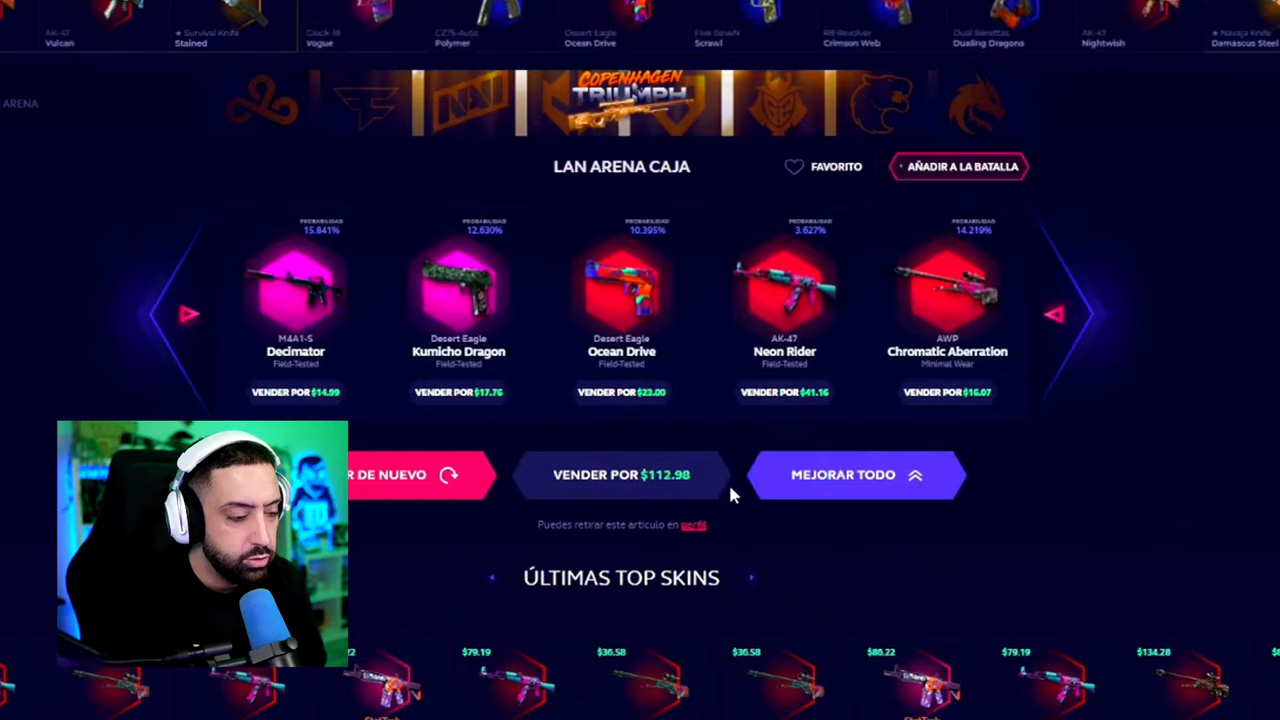 AK-47
Vulcan
★ Survival Knife
Stained
Glock-18
Vogue
CZ75-Auto
Polymer
Desert Eagle
Ocean Drive
Five-SeveN
Scrawl
R8 Revolver
Crimson Web
Dual Berettas
Dualing Dragons
AK-47
Nightwish
★ Navaja Knife
Damascus Steel
ARENA
NAVI
COPENHAGEN
TRIUMPH
LAN ARENA CAJA
FAVORITO
AÑADIR A LA BATALLA
PROBABILIDAD
15.841%
PROBABILIDAD
12.630%
PROBABILIDAD
10.395%
PROBABILIDAD
3.627%
PROBABILIDAD
14.219%
M4A1-S
Decimator
Field-Tested
VENDER POR $14.99
Desert Eagle
Kumicho Dragon
Field-Tested
VENDER POR $17.76
Desert Eagle
Ocean Drive
Field-Tested
VENDER POR $23.00
AK-47
Neon Rider
Field-Tested
VENDER POR $41.16
AWP
Chromatic Aberration
Minimal Wear
VENDER POR $16.07
R DE NUEVO
VENDER POR $112.98
MEJORAR TODO
Puedes retirar este artículo en perfil
ÚLTIMAS TOP SKINS
$79.19
$36.58
$36.58
$86.22
$79.19
$134.28